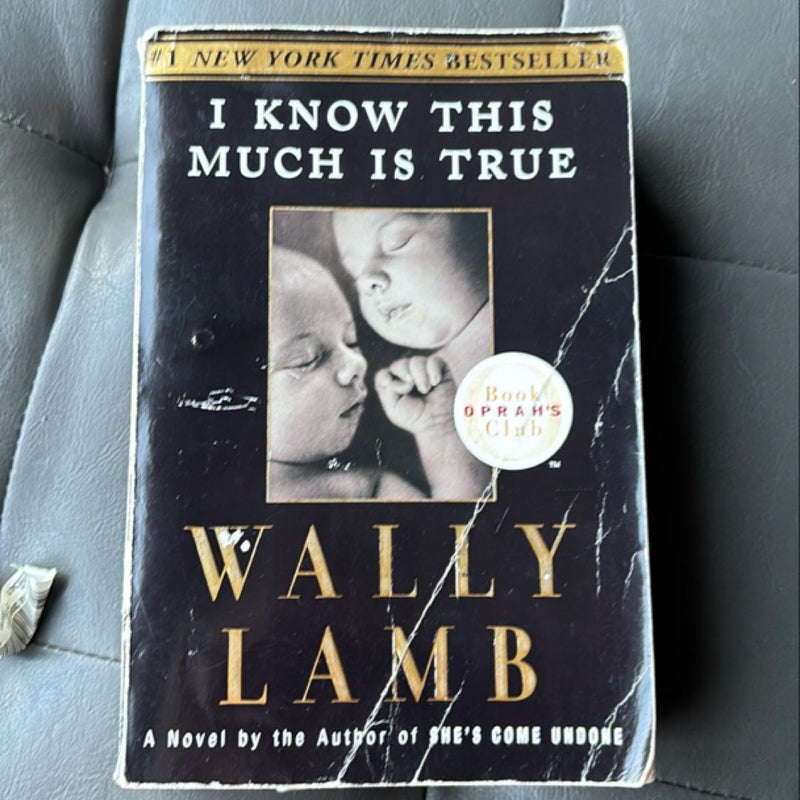 #1 NEW YORK TIMES BESTSELLER
I KNOW THIS
MUCH IS TRUE
Book
OPRAH'S
Club
TM
WALLY
LAMB
A Novel by the Author of SHE'S COME UNDONE